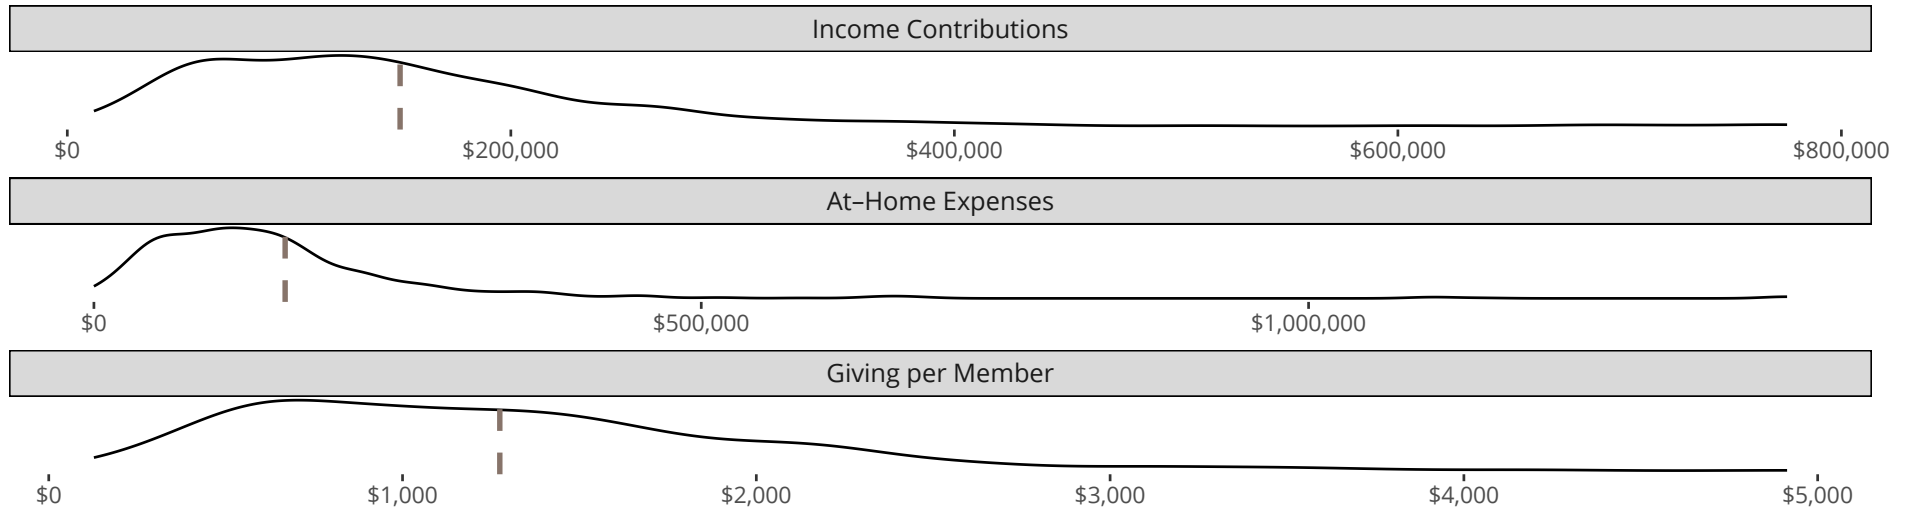 Income Contributions
$0 $200,000 $400,000 $600,000 $800,000
At–Home Expenses
$0 $500,000 $1,000,000
Giving per Member
$0 $1,000 $2,000 $3,000 $4,000 $5,000